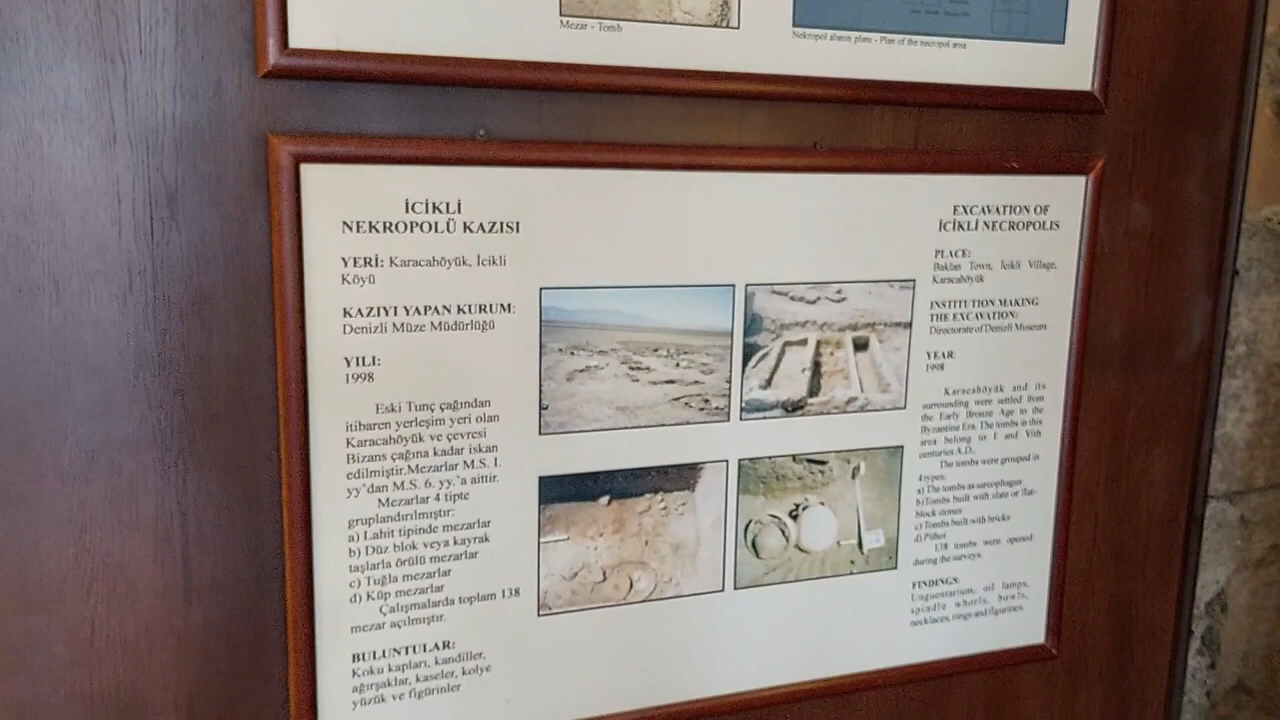 Mezar - Tomb
Nekropol alanın planı - Plan of the necropol area
İCİKLİ
NEKROPOLÜ KAZISI
YERİ: Karacahöyük, İcikli
Köyü
KAZIYI YAPAN KURUM:
Denizli Müze Müdürlüğü
YILI:
1998
Eski Tunç çağından
itibaren yerleşim yeri olan
Karacahöyük ve çevresi
Bizans çağına kadar iskan
edilmiştir.Mezarlar M.S. I.
yy'dan M.S. 6. yy.'a aittir.
Mezarlar 4 tipte
gruplandırılmıştır:
a) Lahit tipinde mezarlar
b) Düz blok veya kayrak
taşlarla örülü mezarlar
c) Tuğla mezarlar
d) Küp mezarlar
Çalışmalarda toplam 138
mezar açılmıştır.
BULUNTULAR:
Koku kapları, kandiller,
ağırşaklar, kaseler, kolye
yüzük ve figürinler
EXCAVATION OF
İCİKLİ NECROPOLIS
PLACE:
Baklan Town, İcikli Village,
Karacahöyük
INSTITUTION MAKING
THE EXCAVATION:
Directorate of Denizli Museum
YEAR:
1998
Karacahöyük and its
surrounding were settled from
the Early Bronze Age to the
Byzantine Era. The tombs in this
area belong to I and VIth
centuries A.D..
The tombs were grouped in
4 types:
a) The tombs as sarcophagus
b)Tombs built with slate or flat-
block stones
c) Tombs built with bricks
d) Pithoi
138 tombs were opened
during the surveys.
FINDINGS:
Unguentarium, oil lamps,
spindle whorls, bowls,
necklaces, rings and figurines.